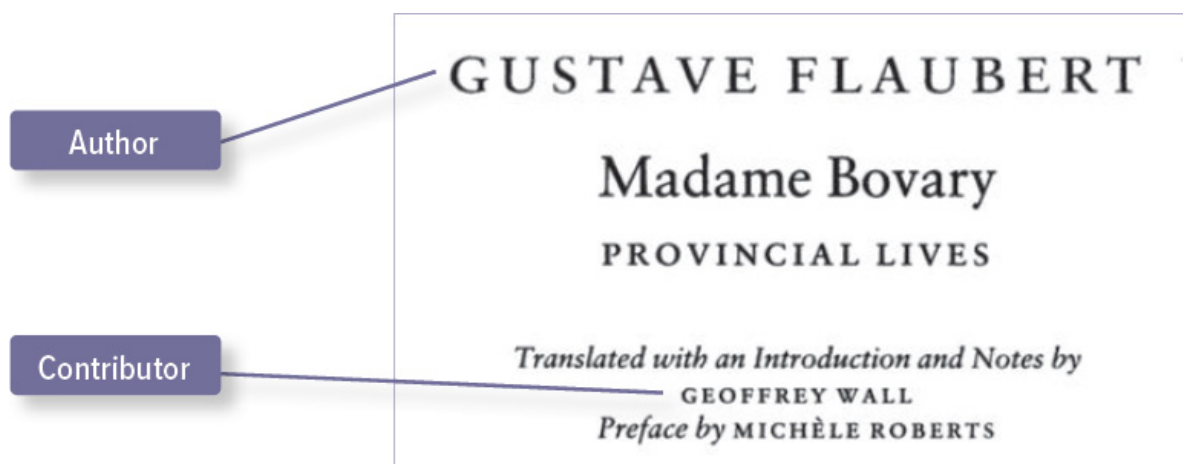 GUSTAVE FLAUBERT
Author
Madame Bovary
PROVINCIAL LIVES
Contributor
Translated with an Introduction and Notes by
GEOFFREY WALL
Preface by MICHÈLE ROBERTS